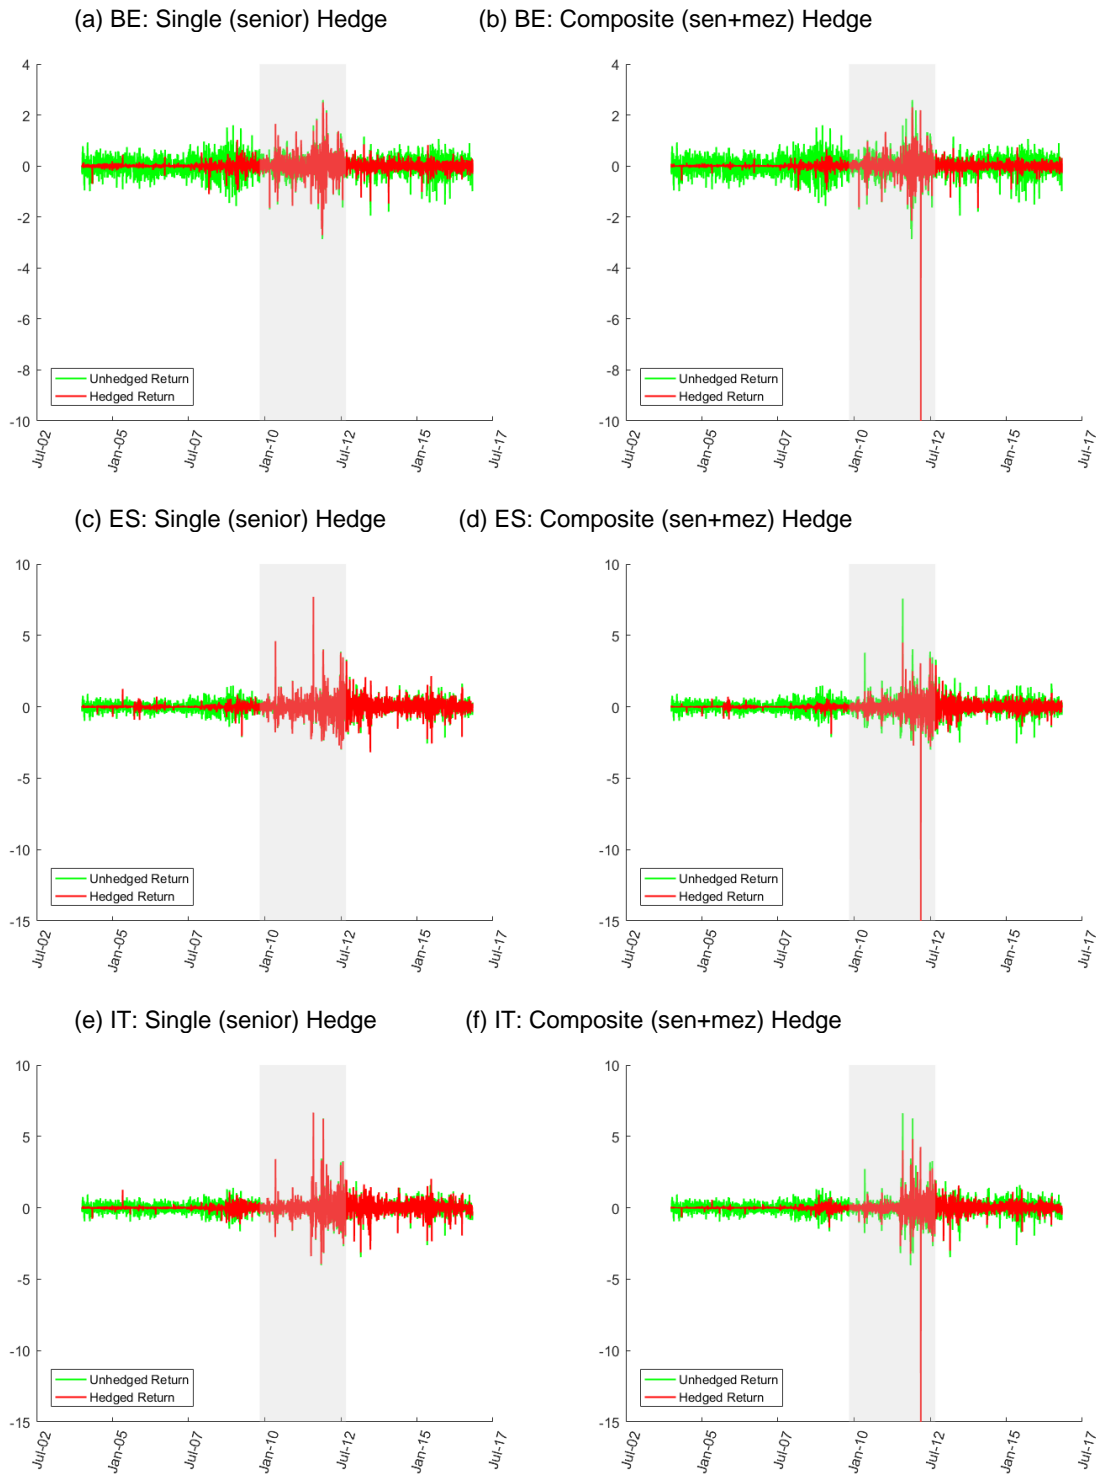 (a) BE: Single (senior) Hedge
(b) BE: Composite (sen+mez) Hedge
4
2
0
-2
-4
-6
-8
-10
Unhedged Return
Hedged Return
Jul-02
Jan-05
Jul-07
Jan-10
Jul-12
Jan-15
Jul-17
4
2
0
-2
-4
-6
-8
-10
Unhedged Return
Hedged Return
Jul-02
Jan-05
Jul-07
Jan-10
Jul-12
Jan-15
Jul-17
(c) ES: Single (senior) Hedge
(d) ES: Composite (sen+mez) Hedge
10
5
0
-5
-10
-15
Unhedged Return
Hedged Return
Jul-02
Jan-05
Jul-07
Jan-10
Jul-12
Jan-15
Jul-17
10
5
0
-5
-10
-15
Unhedged Return
Hedged Return
Jul-02
Jan-05
Jul-07
Jan-10
Jul-12
Jan-15
Jul-17
(e) IT: Single (senior) Hedge
(f) IT: Composite (sen+mez) Hedge
10
5
0
-5
-10
-15
Unhedged Return
Hedged Return
Jul-02
Jan-05
Jul-07
Jan-10
Jul-12
Jan-15
Jul-17
10
5
0
-5
-10
-15
Unhedged Return
Hedged Return
Jul-02
Jan-05
Jul-07
Jan-10
Jul-12
Jan-15
Jul-17